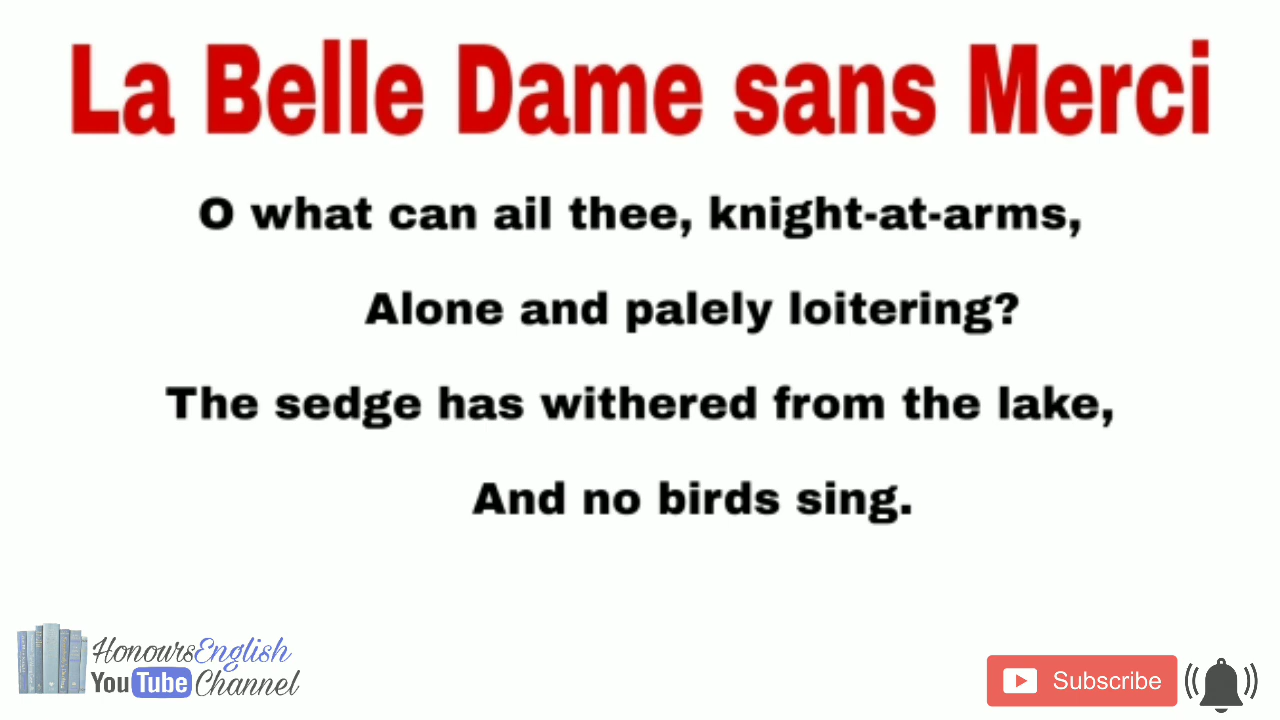 La Belle Dame sans Merci
O what can ail thee, knight-at-arms,
Alone and palely loitering?
The sedge has withered from the lake,
And no birds sing.
HonoursEnglish
YouTube Channel
Subscribe